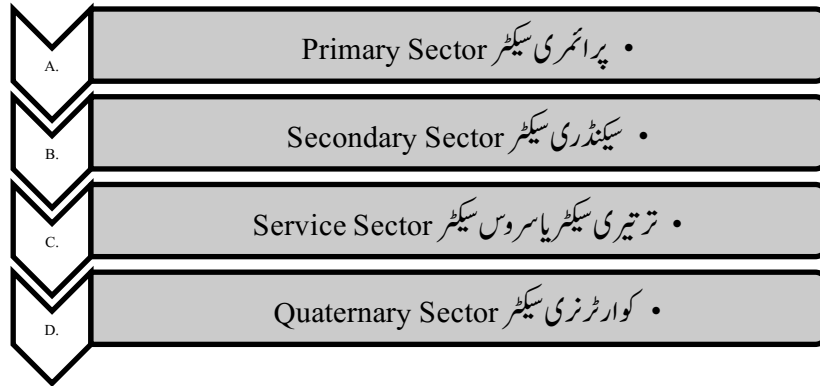 A. • پرائمری سیکٹر Primary Sector
B. • سیکنڈری سیکٹر Secondary Sector
C. • ترتیری سیکٹر یا سروس سیکٹر Service Sector
D. • کوارٹرنری سیکٹر Quaternary Sector